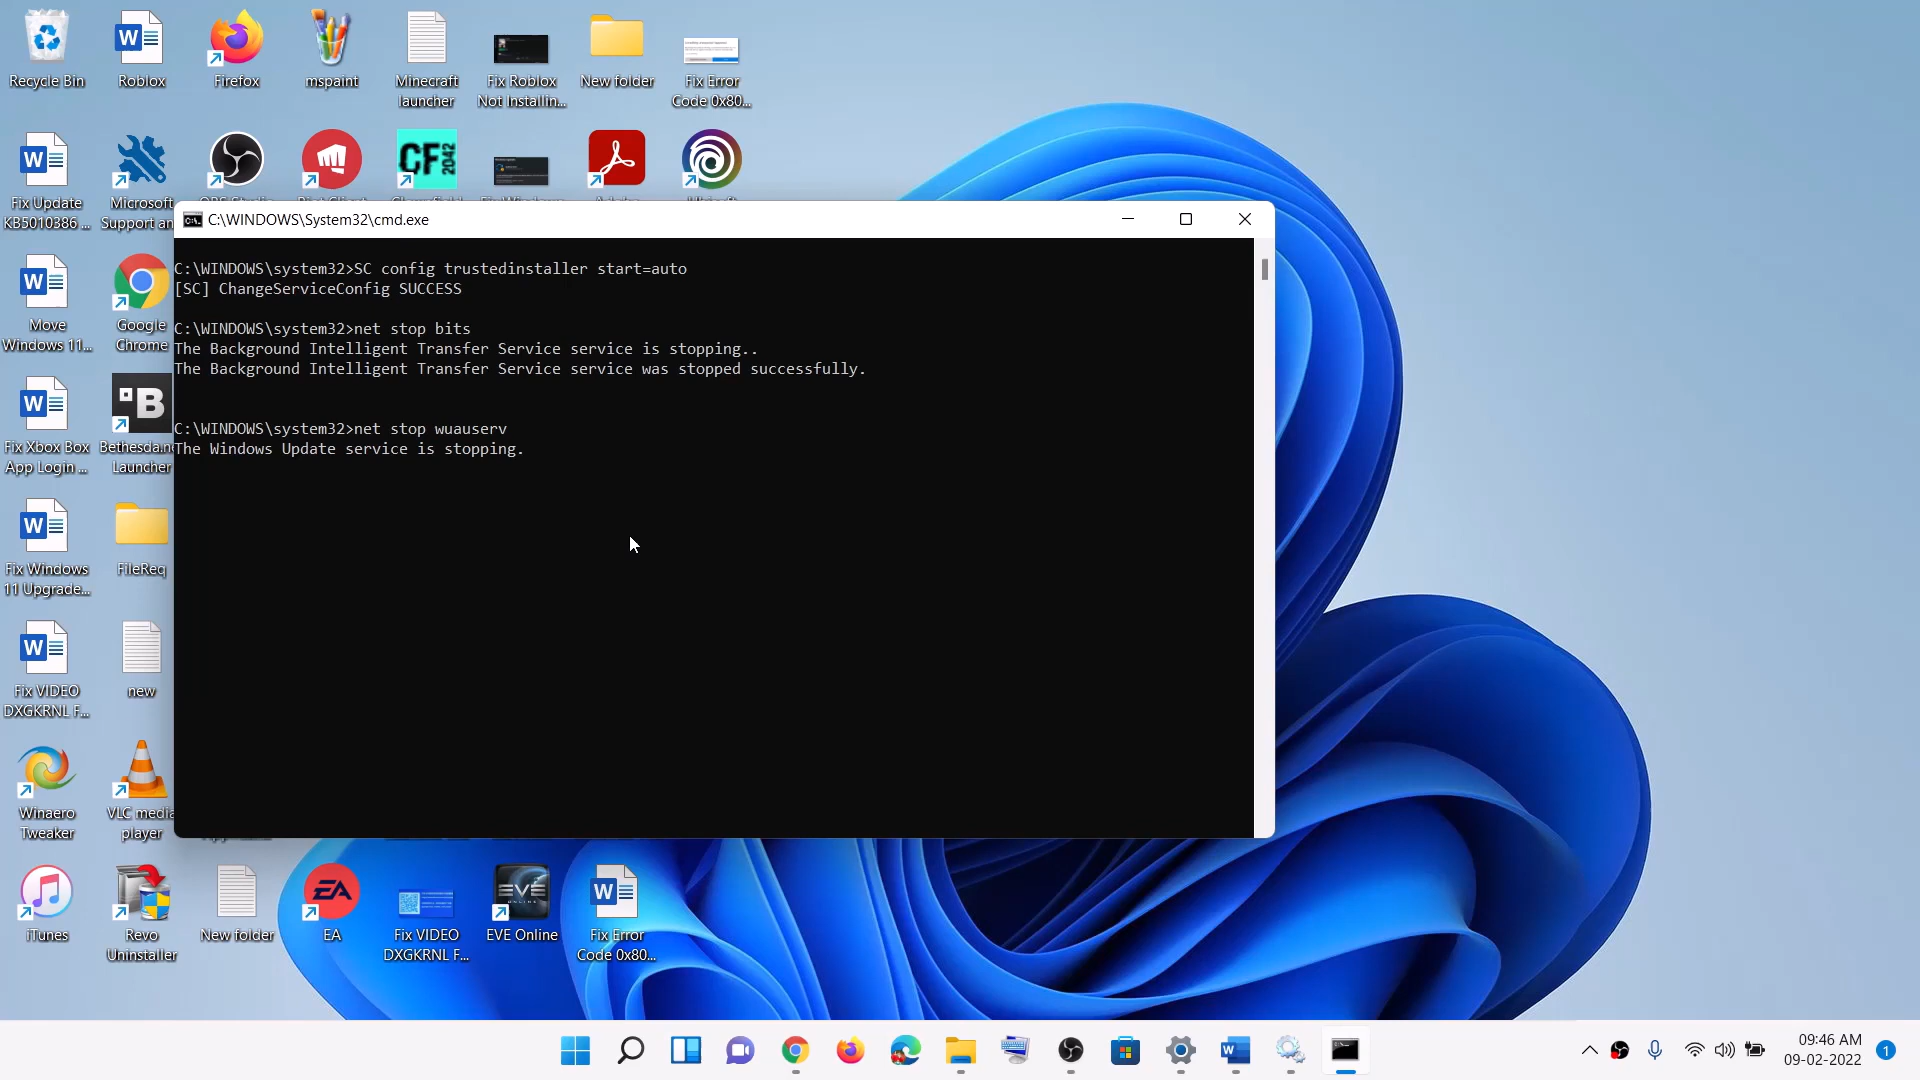 Recycle Bin
Roblox
Firefox
mspaint
Minecraft
launcher
Fix Roblox
Not Installin...
New folder
Fix Error
Code 0x80...
CF
2042
Fix Update
KB5010386 ...
Microsoft
Support an
C:\WINDOWS\System32\cmd.exe
C:\WINDOWS\system32>SC config trustedinstaller start=auto
[SC] ChangeServiceConfig SUCCESS
C:\WINDOWS\system32>net stop bits
The Background Intelligent Transfer Service service is stopping..
The Background Intelligent Transfer Service service was stopped successfully.
C:\WINDOWS\system32>net stop wuauserv
The Windows Update service is stopping.
Move
Windows 11...
Google
Chrome
Fix Xbox Box
App Login ...
Bethesda.n
Launcher
Fix Windows
11 Upgrade...
FileReq
Fix VIDEO
DXGKRNL F...
new
Winaero
Tweaker
VLC media
player
iTunes
Revo
Uninstaller
New folder
EA
EA
Fix VIDEO
DXGKRNL F...
EVE
ONLINE
EVE Online
Fix Error
Code 0x80...
09:46 AM
09-02-2022
1